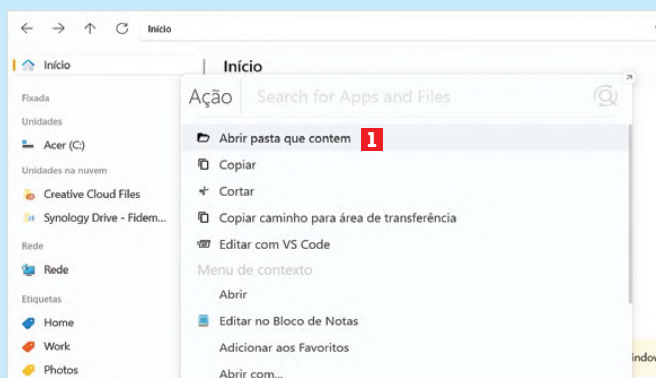 Início
Início
Início
Fixada
Unidades
Acer (C:)
Unidades na nuvem
Creative Cloud Files
Synology Drive - Fidem...
Rede
Rede
Etiquetas
Home
Work
Photos
Ação
Search for Apps and Files
Abrir pasta que contem
1
Copiar
Cortar
Copiar caminho para área de transferência
Editar com VS Code
Menu de contexto
Abrir
Editar no Bloco de Notas
Adicionar aos Favoritos
Abrir com...